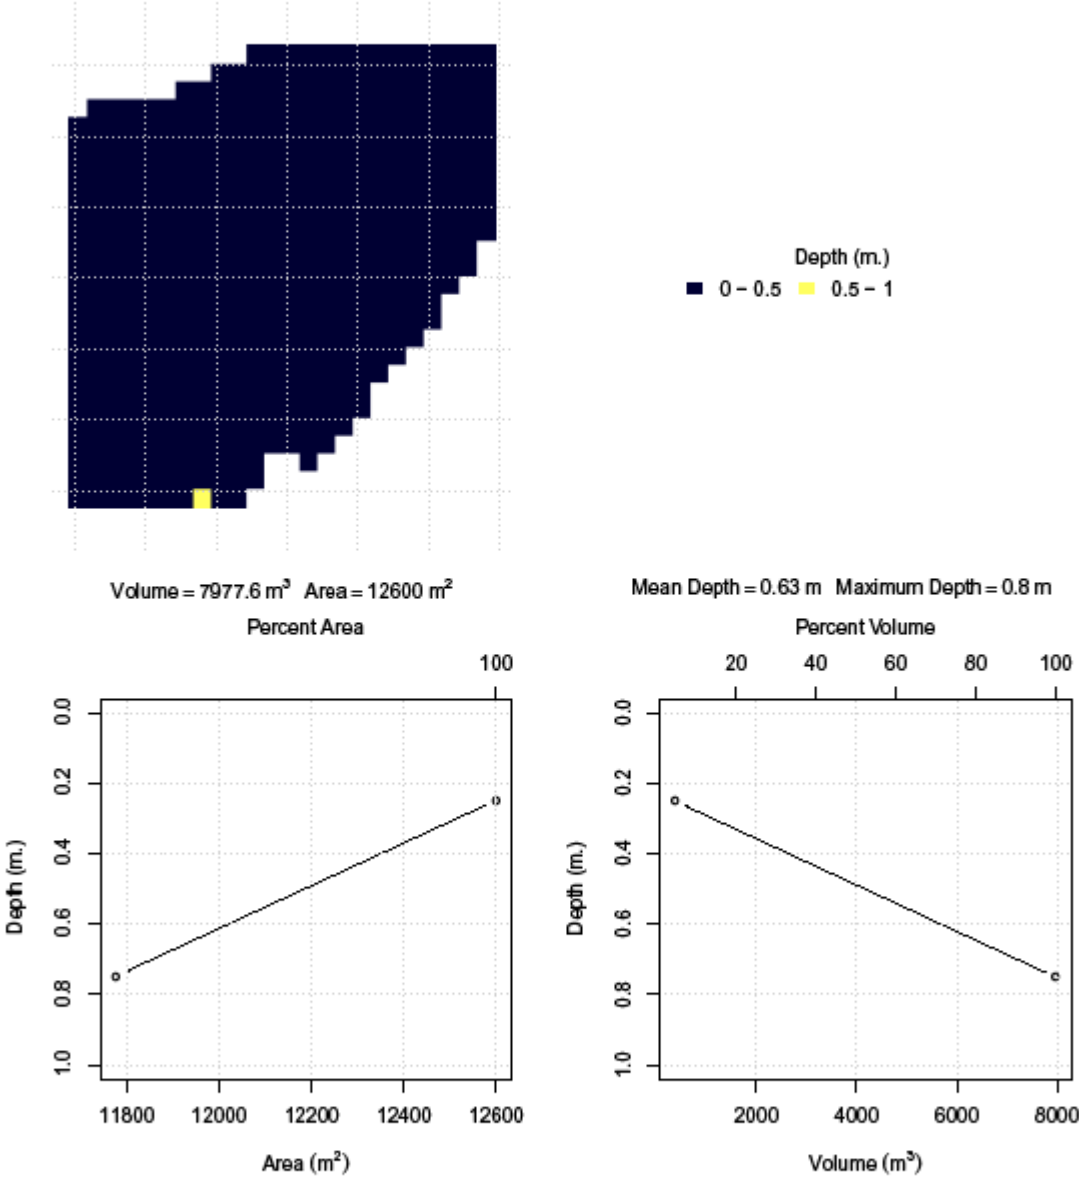 Depth (m.)
0 – 0.5 0.5 – 1
Volume = 7977.6 m³ Area = 12600 m²
Mean Depth = 0.63 m Maximum Depth = 0.8 m
Percent Area
100
0.0
0.2
0.4
0.6
0.8
1.0
Depth (m.)
11800 12000 12200 12400 12600
Area (m²)
Percent Volume
20 40 60 80 100
0.0
0.2
0.4
0.6
0.8
1.0
Depth (m.)
2000 4000 6000 8000
Volume (m³)